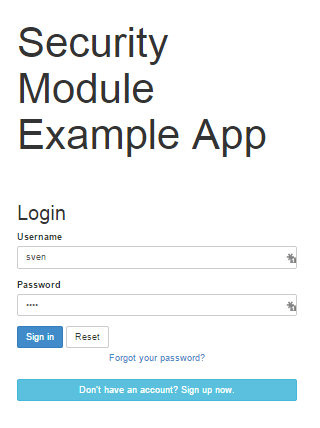 Security
Module
Example App
Login
Username
sven
Password
••••
Sign in Reset
Forgot your password?
Don't have an account? Sign up now.